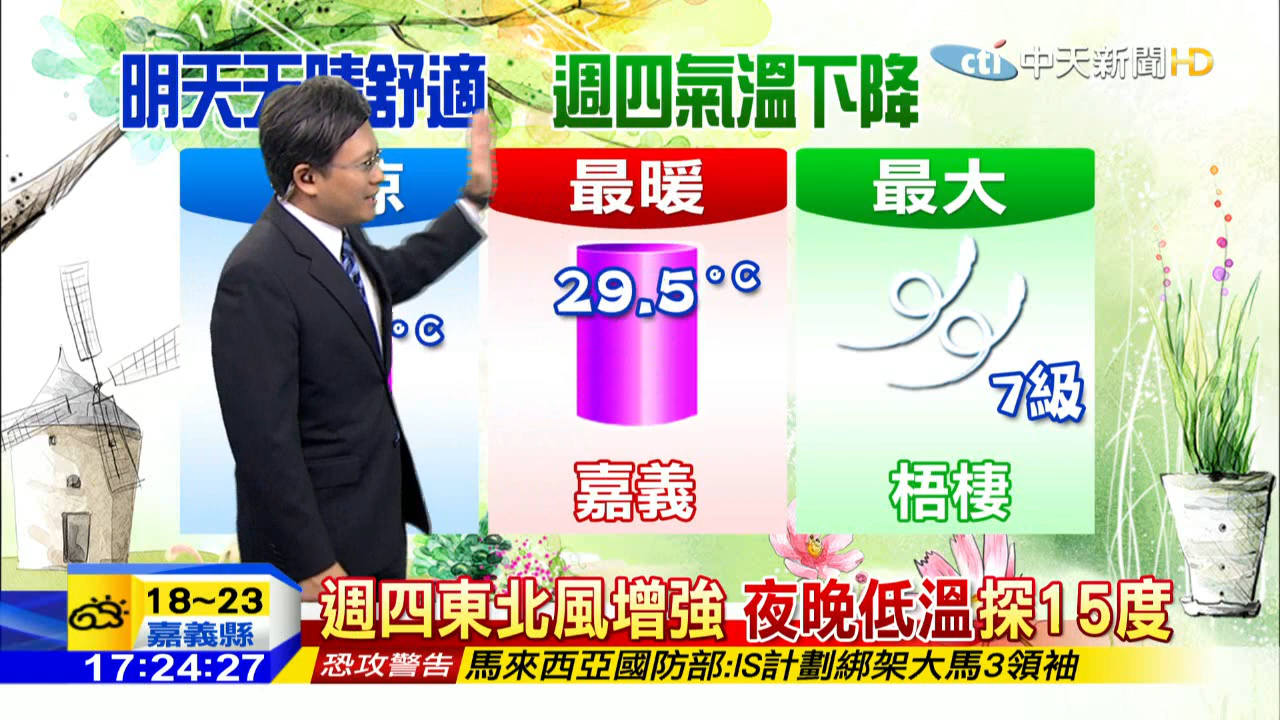 明天天晴舒適 週四氣溫下降
cti 中天新聞HD
涼 最暖 最大
29.5°C
°C
7級
嘉義 梧棲
18~23
嘉義縣
週四東北風增強 夜晚低溫探15度
17:24:27
恐攻警告 馬來西亞國防部:IS計劃綁架大馬3領袖